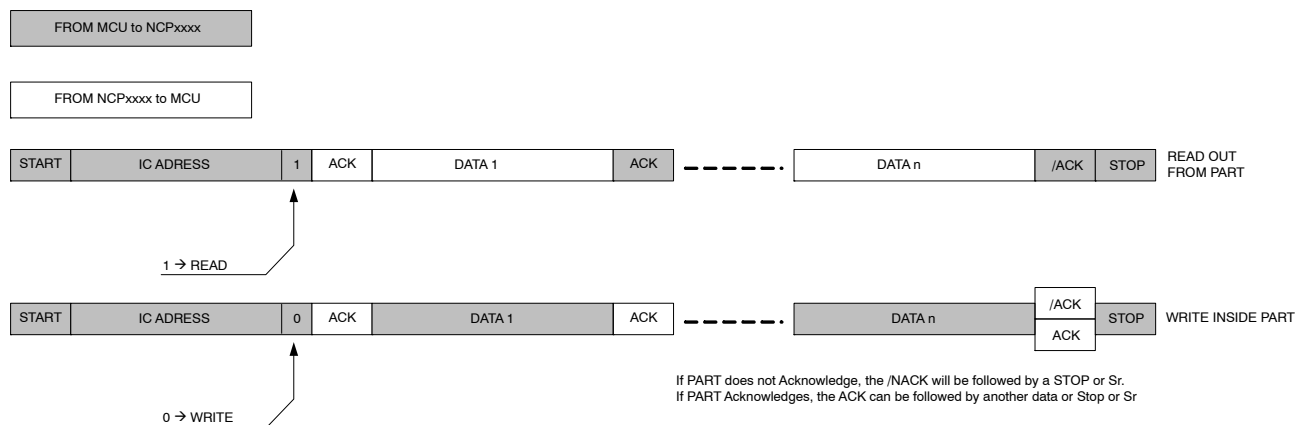 FROM MCU to NCPxxxx
FROM NCPxxxx to MCU
START IC ADRESS 1 ACK DATA 1 ACK DATA n /ACK STOP READ OUT
FROM PART
1 → READ
START IC ADRESS 0 ACK DATA 1 ACK DATA n /ACK STOP WRITE INSIDE PART
ACK
If PART does not Acknowledge, the /NACK will be followed by a STOP or Sr.
If PART Acknowledges, the ACK can be followed by another data or Stop or Sr
0 → WRITE